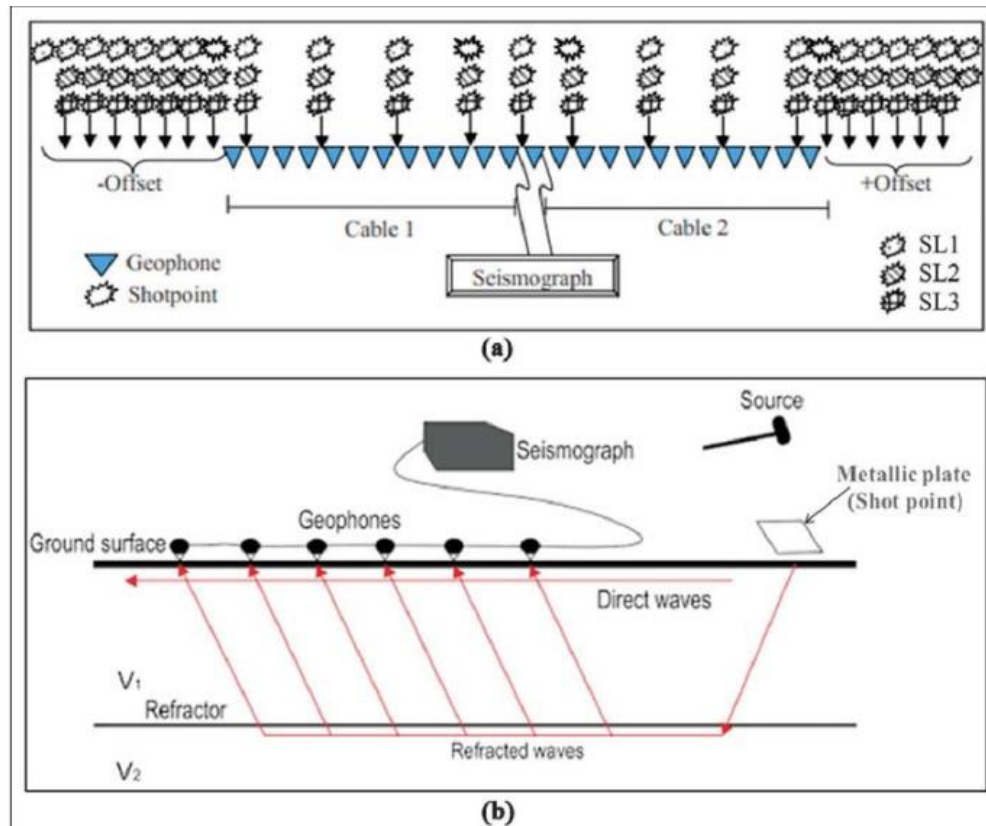 -Offset
+Offset
Cable 1
Cable 2
Geophone
Shotpoint
Seismograph
SL1
SL2
SL3
(a)
Source
Seismograph
Metallic plate
(Shot point)
Geophones
Ground surface
Direct waves
V₁
Refractor
Refracted waves
V₂
(b)